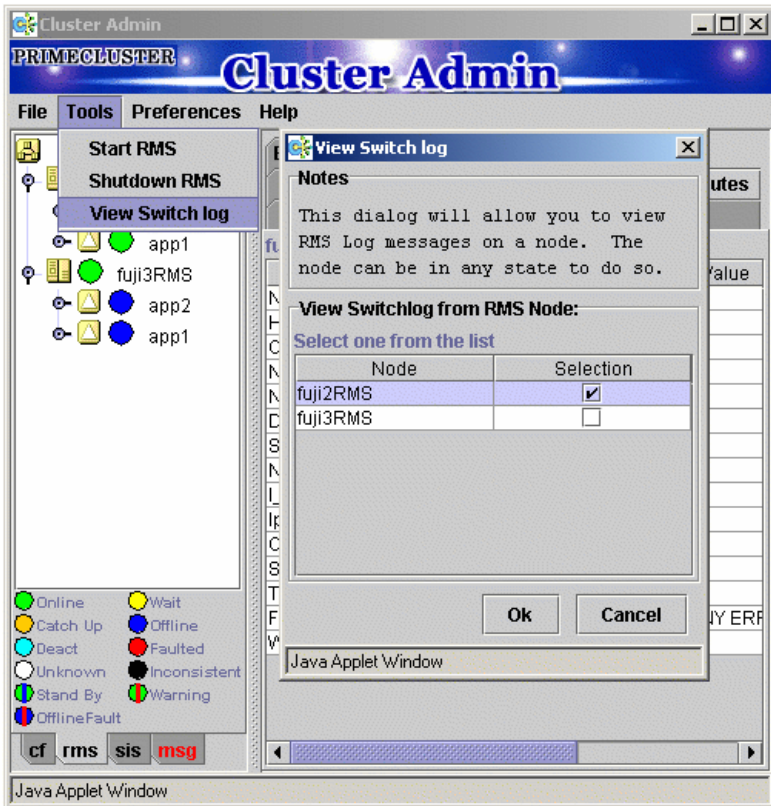 Cluster Admin
PRIMECLUSTER
Cluster Admin
File Tools Preferences Help
Start RMS
Shutdown RMS
View Switch log
app1
fuji3RMS
app2
app1
Online Wait
Catch Up Offline
Deact Faulted
Unknown Inconsistent
Stand By Warning
OfflineFault
cf rms sis msg
View Switch log
Notes
This dialog will allow you to view
RMS Log messages on a node. The
node can be in any state to do so.
View Switchlog from RMS Node:
Select one from the list
Node Selection
fuji2RMS
fuji3RMS
Ok Cancel
Java Applet Window
utes
Value
NY ERF
Java Applet Window